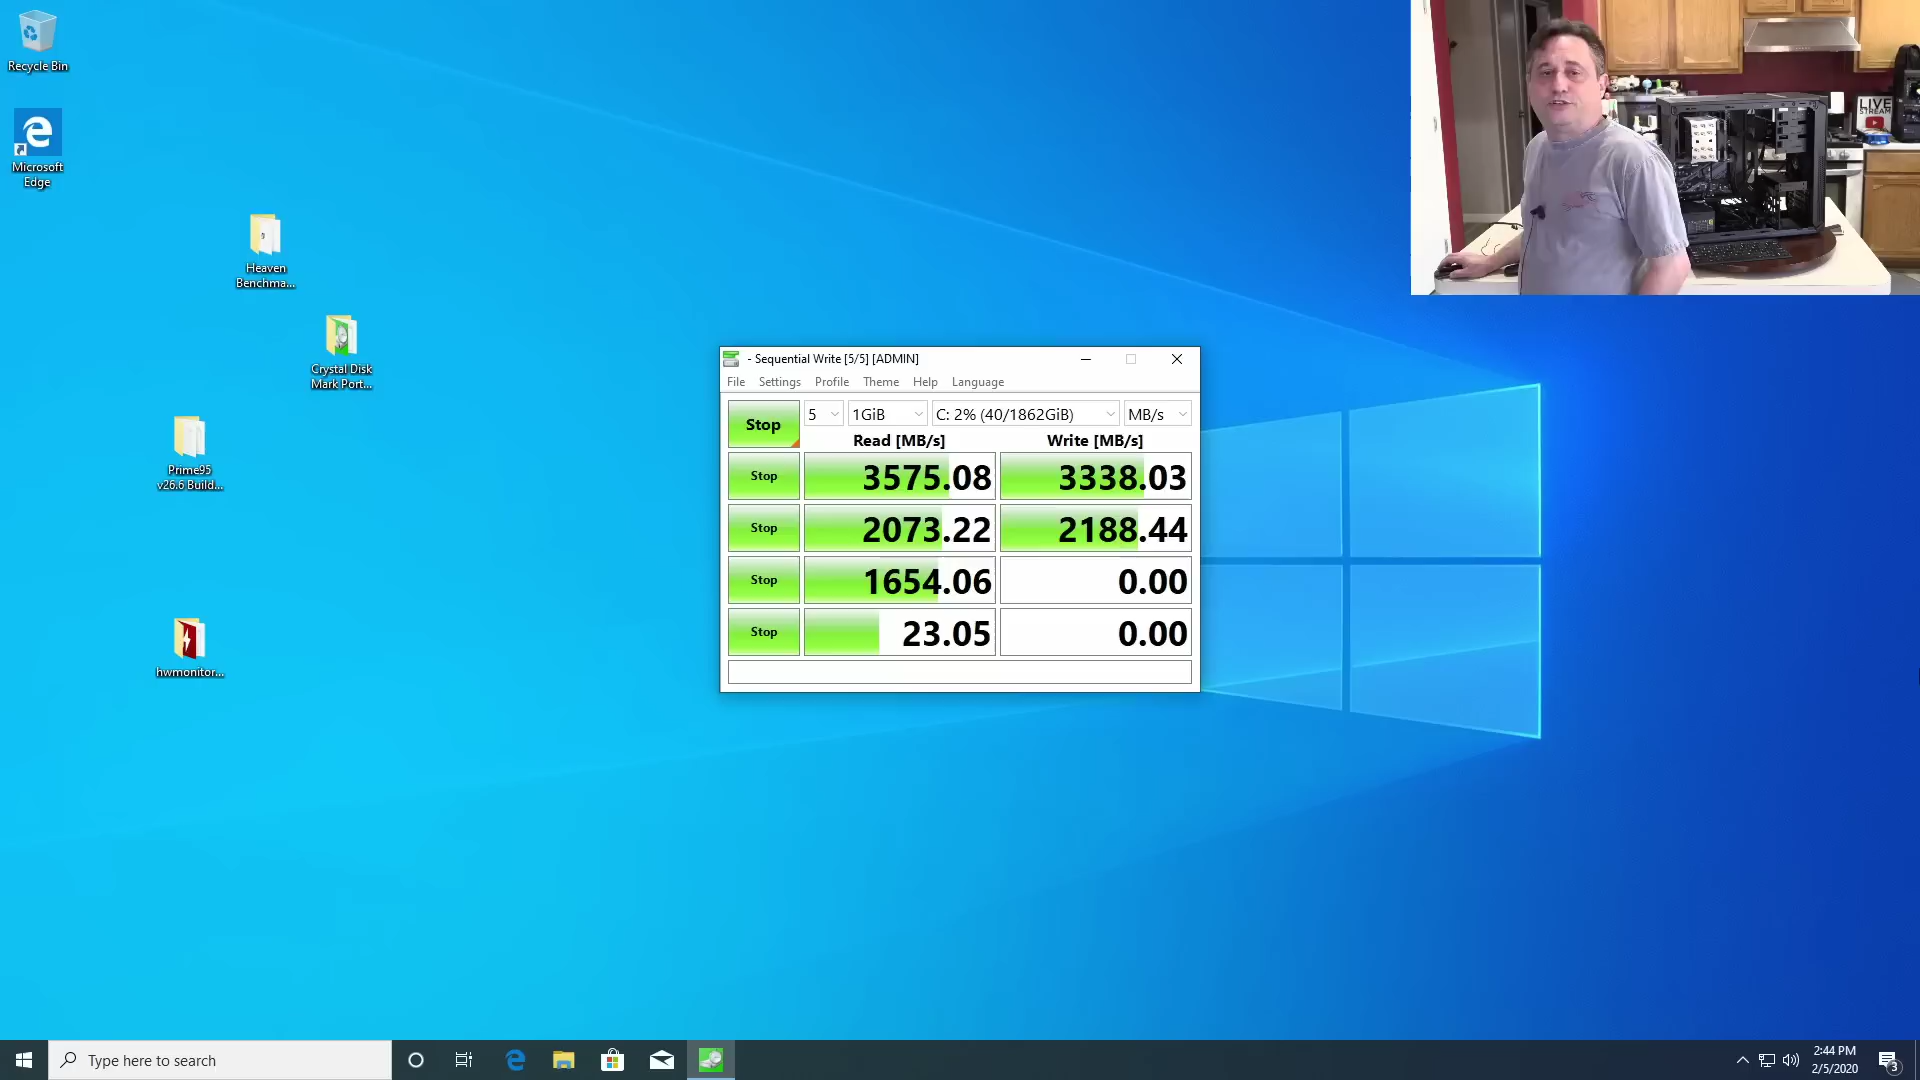 Recycle Bin
Microsoft
Edge
Heaven
Benchma...
Crystal Disk
Mark Port...
Prime95
v26.6 Build...
hwmonitor...
LIVE
STREAM
- Sequential Write [5/5] [ADMIN]
File Settings Profile Theme Help Language
Stop 5 1GiB C: 2% (40/1862GiB) MB/s
Read [MB/s] Write [MB/s]
Stop 3575.08 3338.03
Stop 2073.22 2188.44
Stop 1654.06 0.00
Stop 23.05 0.00
Type here to search
2:44 PM
2/5/2020
3